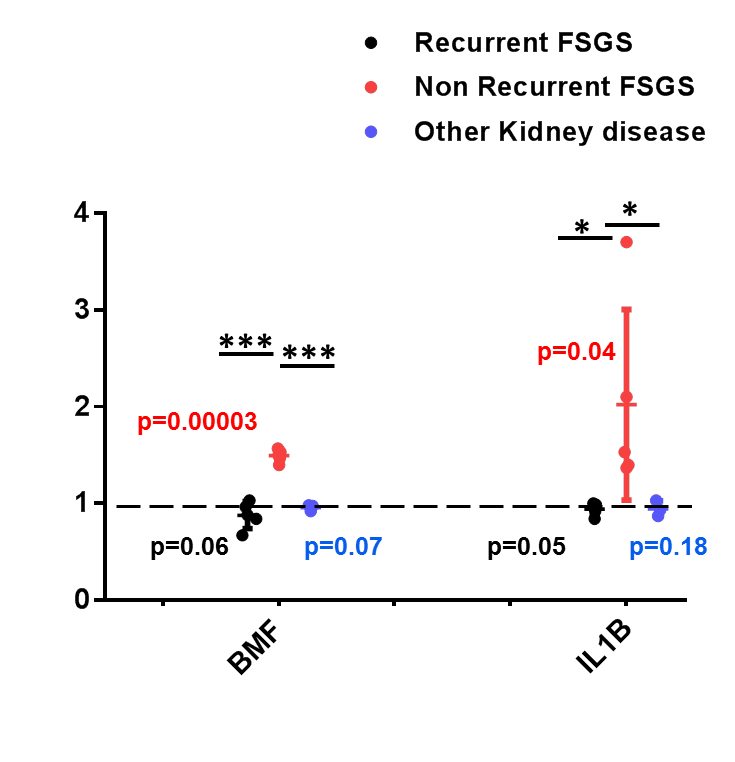 Recurrent FSGS
Non Recurrent FSGS
Other Kidney disease
4
3
2
1
0
***
***
*
*
p=0.00003
p=0.04
p=0.06
p=0.07
p=0.05
p=0.18
BMF
IL1B